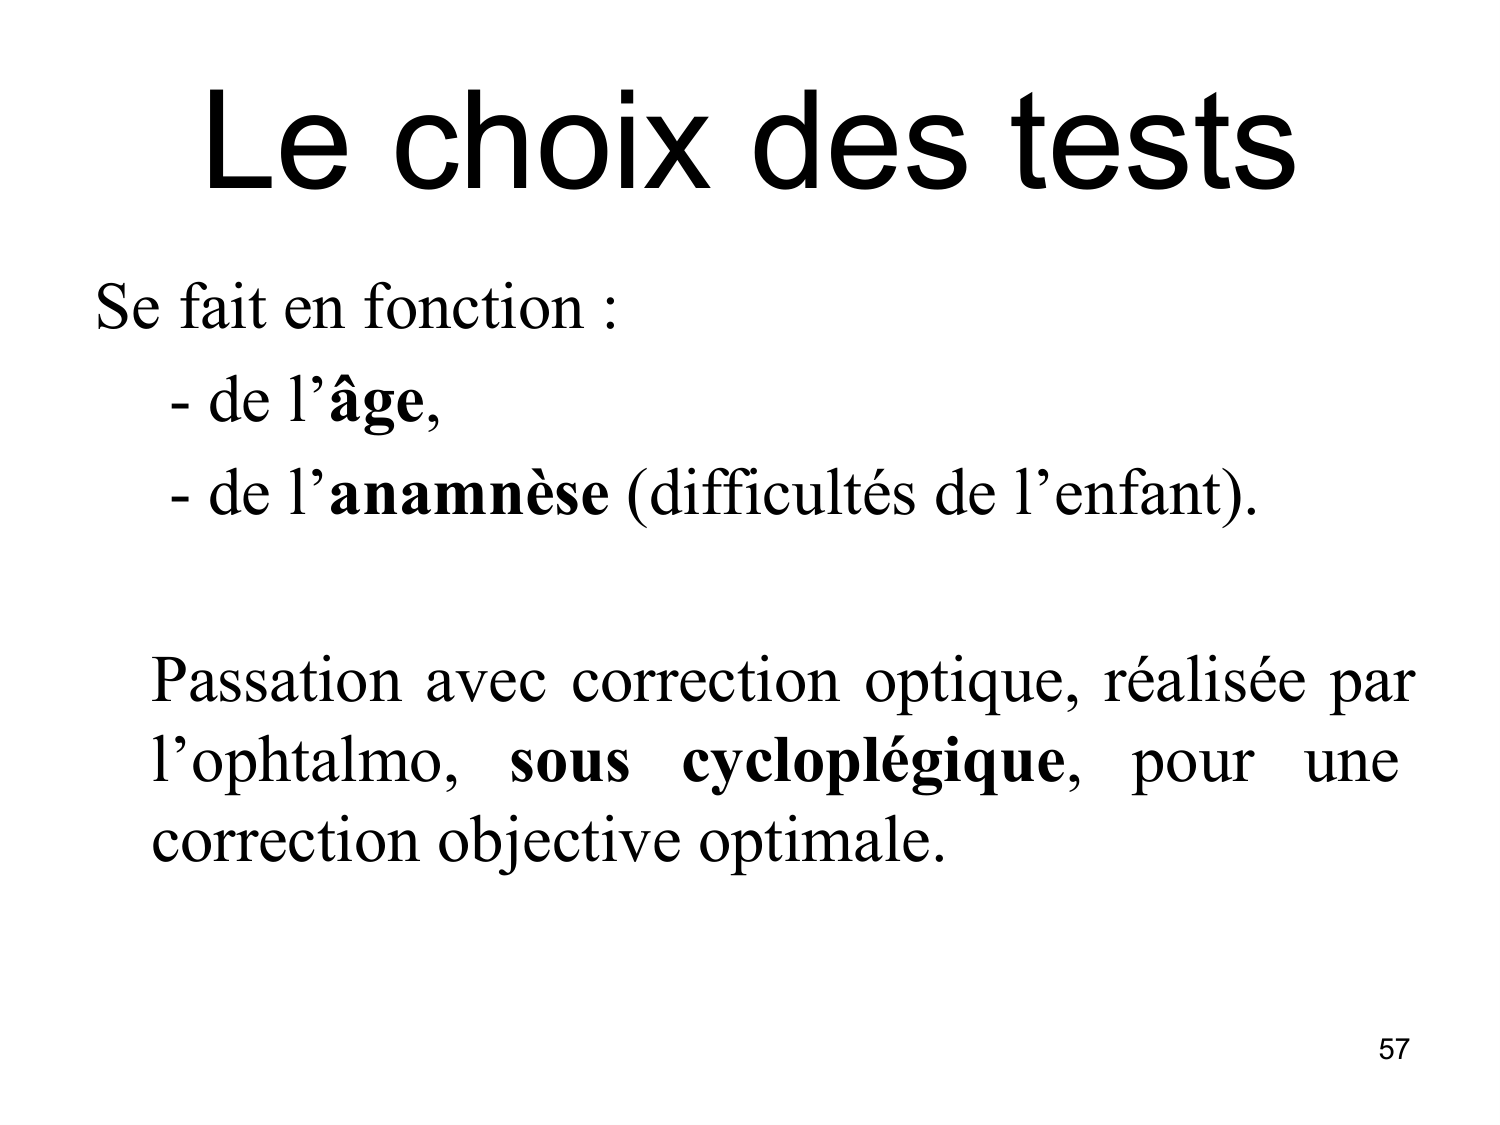 Le choix des tests
Se fait en fonction :
- de l’âge,
- de l’anamnèse (difficultés de l’enfant).
Passation avec correction optique, réalisée par
l’ophtalmo, sous cycloplégique, pour une
correction objective optimale.
57